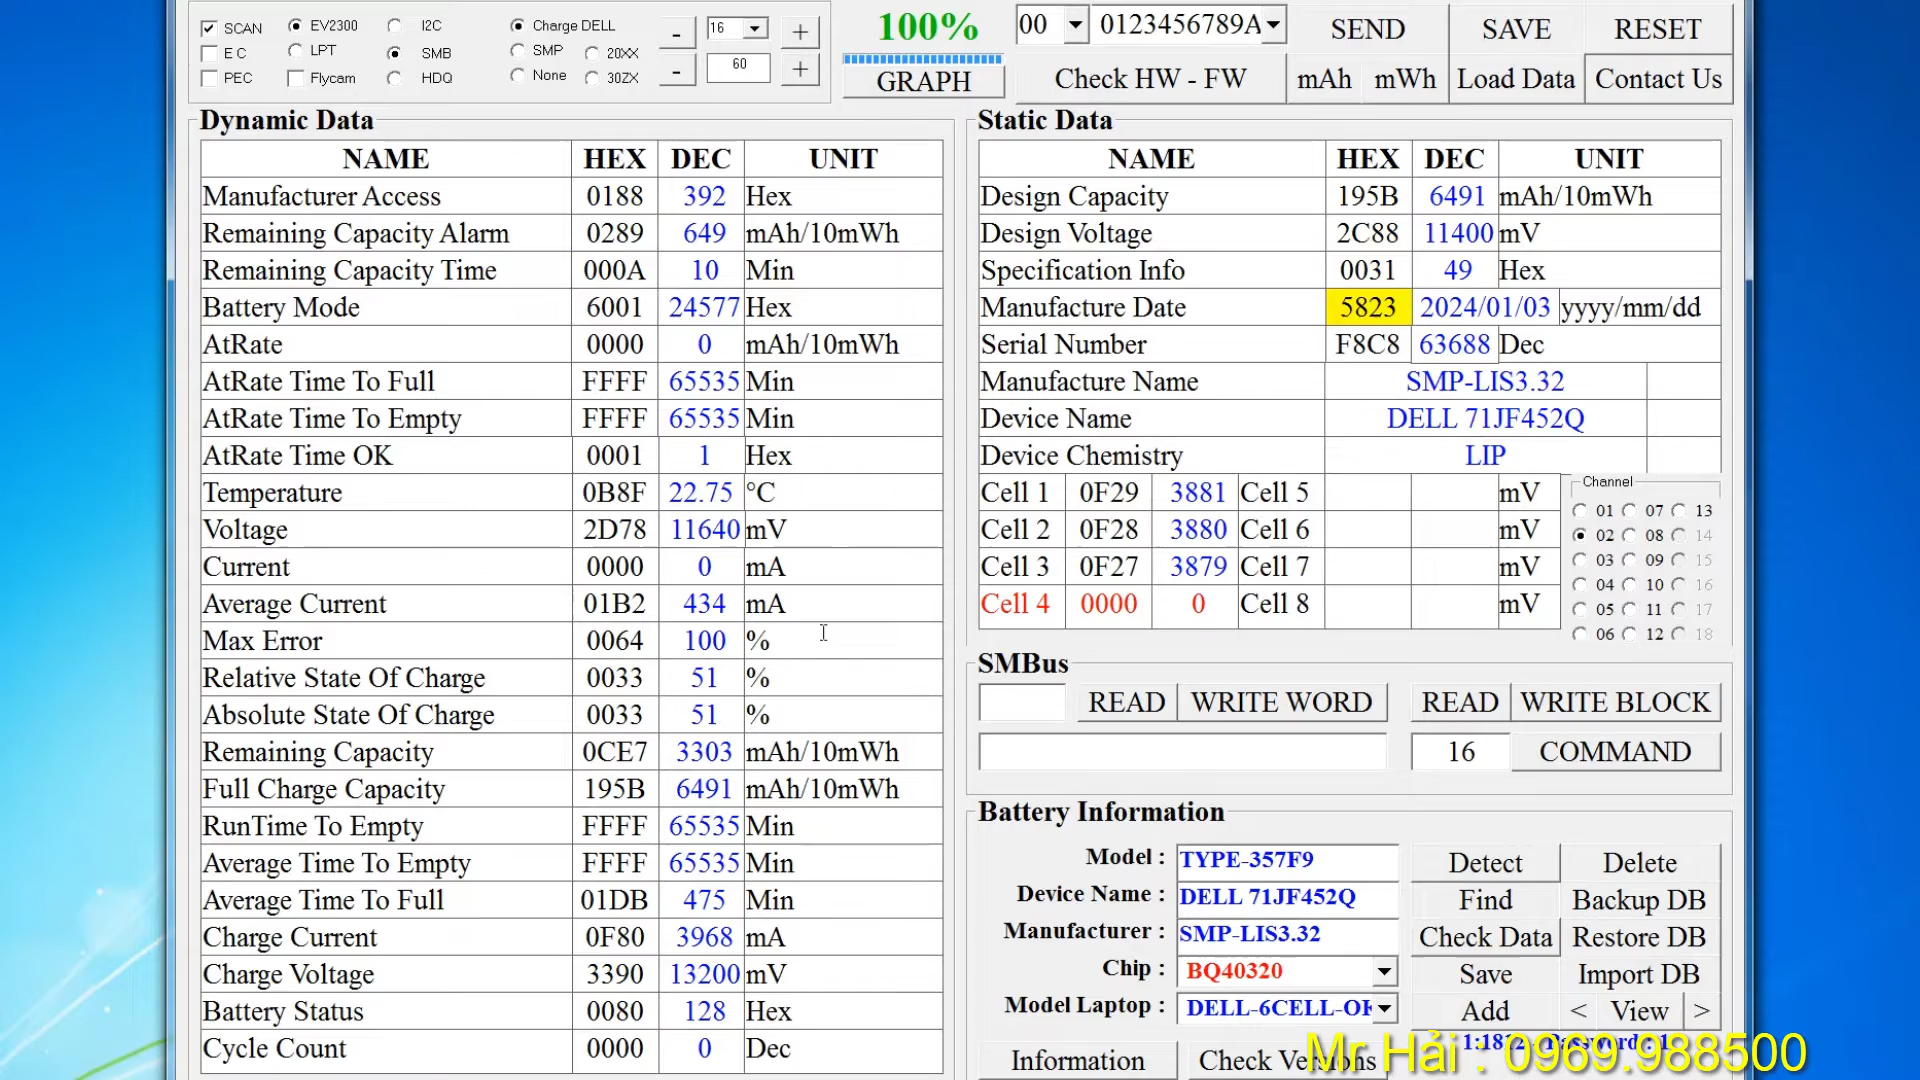 SCAN EV2300 I2C Charge DELL - 16 + 100% 00 0123456789A SEND SAVE RESET
E C LPT SMB SMP 20XX
PEC Flycam HDQ None 30ZX - 60 + GRAPH Check HW - FW mAh mWh Load Data Contact Us
Dynamic Data
NAME HEX DEC UNIT
Manufacturer Access 0188 392 Hex
Remaining Capacity Alarm 0289 649 mAh/10mWh
Remaining Capacity Time 000A 10 Min
Battery Mode 6001 24577 Hex
AtRate 0000 0 mAh/10mWh
AtRate Time To Full FFFF 65535 Min
AtRate Time To Empty FFFF 65535 Min
AtRate Time OK 0001 1 Hex
Temperature 0B8F 22.75 °C
Voltage 2D78 11640 mV
Current 0000 0 mA
Average Current 01B2 434 mA
Max Error 0064 100 %
Relative State Of Charge 0033 51 %
Absolute State Of Charge 0033 51 %
Remaining Capacity 0CE7 3303 mAh/10mWh
Full Charge Capacity 195B 6491 mAh/10mWh
RunTime To Empty FFFF 65535 Min
Average Time To Empty FFFF 65535 Min
Average Time To Full 01DB 475 Min
Charge Current 0F80 3968 mA
Charge Voltage 3390 13200 mV
Battery Status 0080 128 Hex
Cycle Count 0000 0 Dec
Static Data
NAME HEX DEC UNIT
Design Capacity 195B 6491 mAh/10mWh
Design Voltage 2C88 11400 mV
Specification Info 0031 49 Hex
Manufacture Date 5823 2024/01/03 yyyy/mm/dd
Serial Number F8C8 63688 Dec
Manufacture Name SMP-LIS3.32
Device Name DELL 71JF452Q
Device Chemistry LIP
Cell 1 0F29 3881 Cell 5 mV
Cell 2 0F28 3880 Cell 6 mV
Cell 3 0F27 3879 Cell 7 mV
Cell 4 0000 0 Cell 8 mV
Channel
01 07 13
02 08 14
03 09 15
04 10 16
05 11 17
06 12 18
SMBus
READ WRITE WORD READ WRITE BLOCK
16 COMMAND
Battery Information
Model : TYPE-357F9 Detect Delete
Device Name : DELL 71JF452Q Find Backup DB
Manufacturer : SMP-LIS3.32 Check Data Restore DB
Chip : BQ40320 Save Import DB
Model Laptop : DELL-6CELL-OK Add < View >
Information Check Versions
Mr Hải : 0969.988500